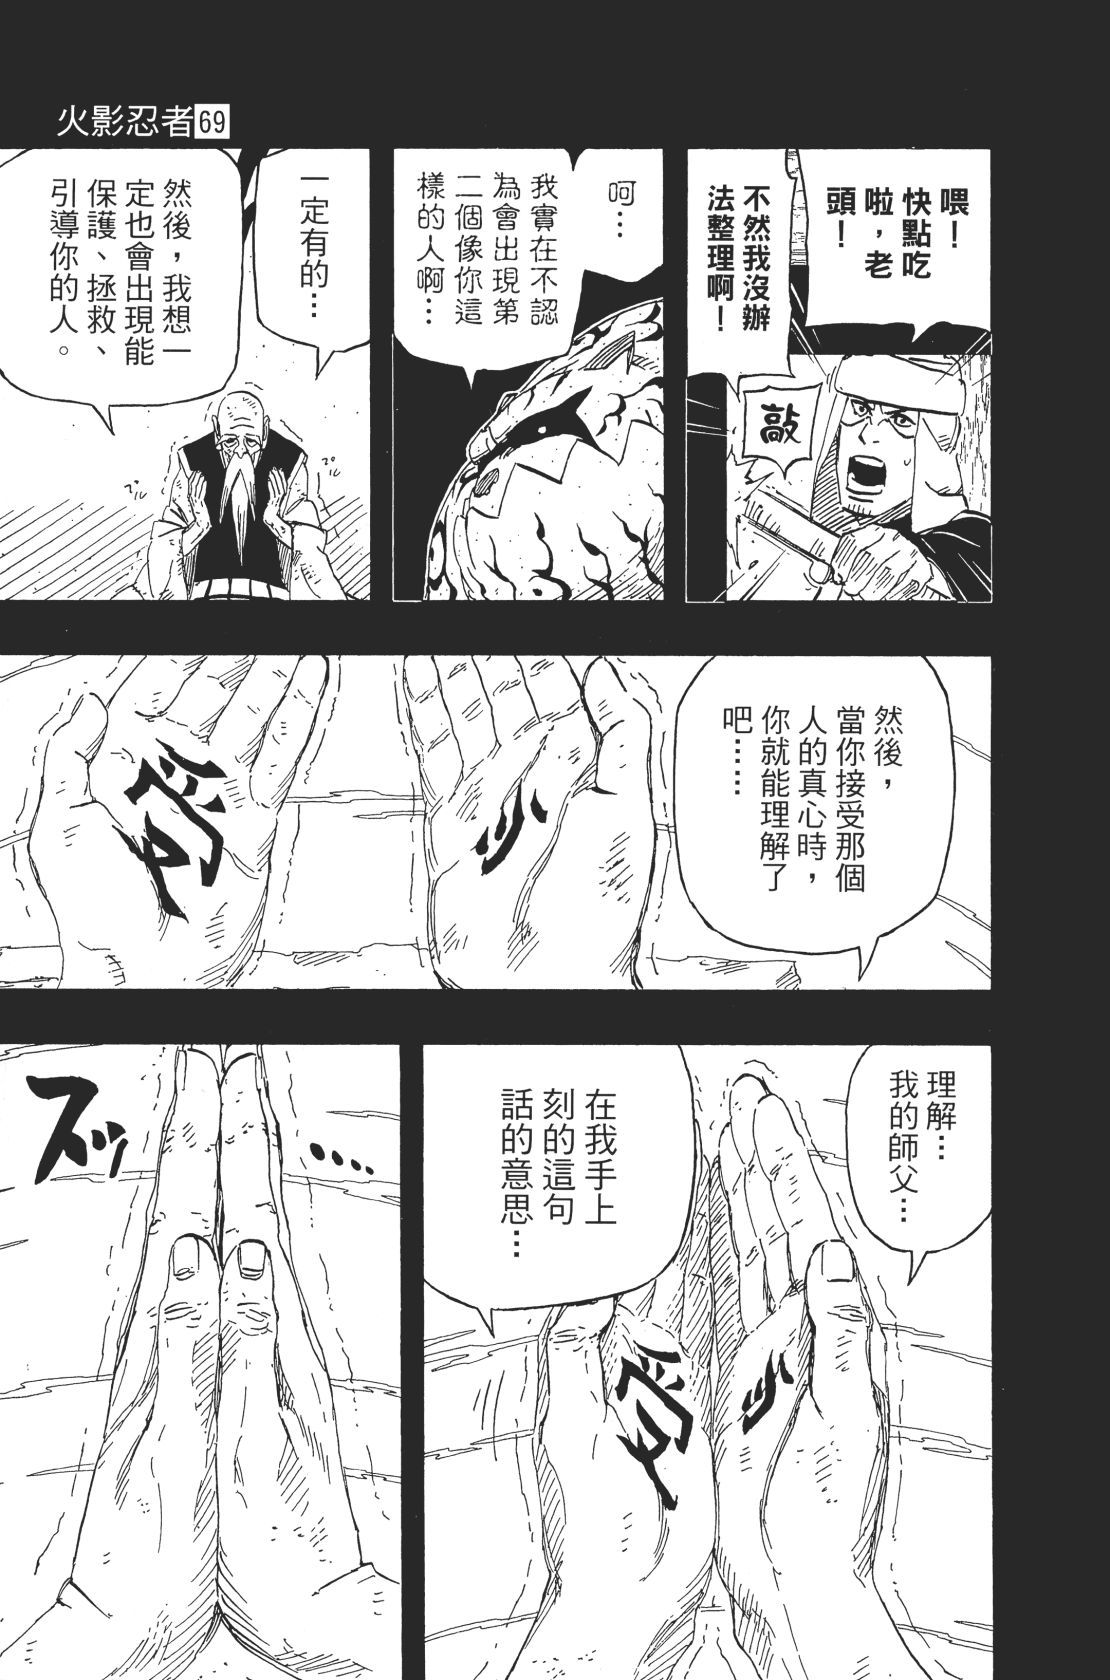 火影忍者69
喂！
快點吃
啦，老
頭！
不然我沒辦
法整理啊！
敲
呵…
我實在不認
為會出現第
二個像你這
樣的人啊…
一定有的…
然後，我想一
定也會出現能
保護、拯救、
引導你的人。
然後，
當你接受那個
人的真心時，
你就能理解了
吧……
理解…
我的師父…
在我手上
刻的這句
話的意思…
ズッ